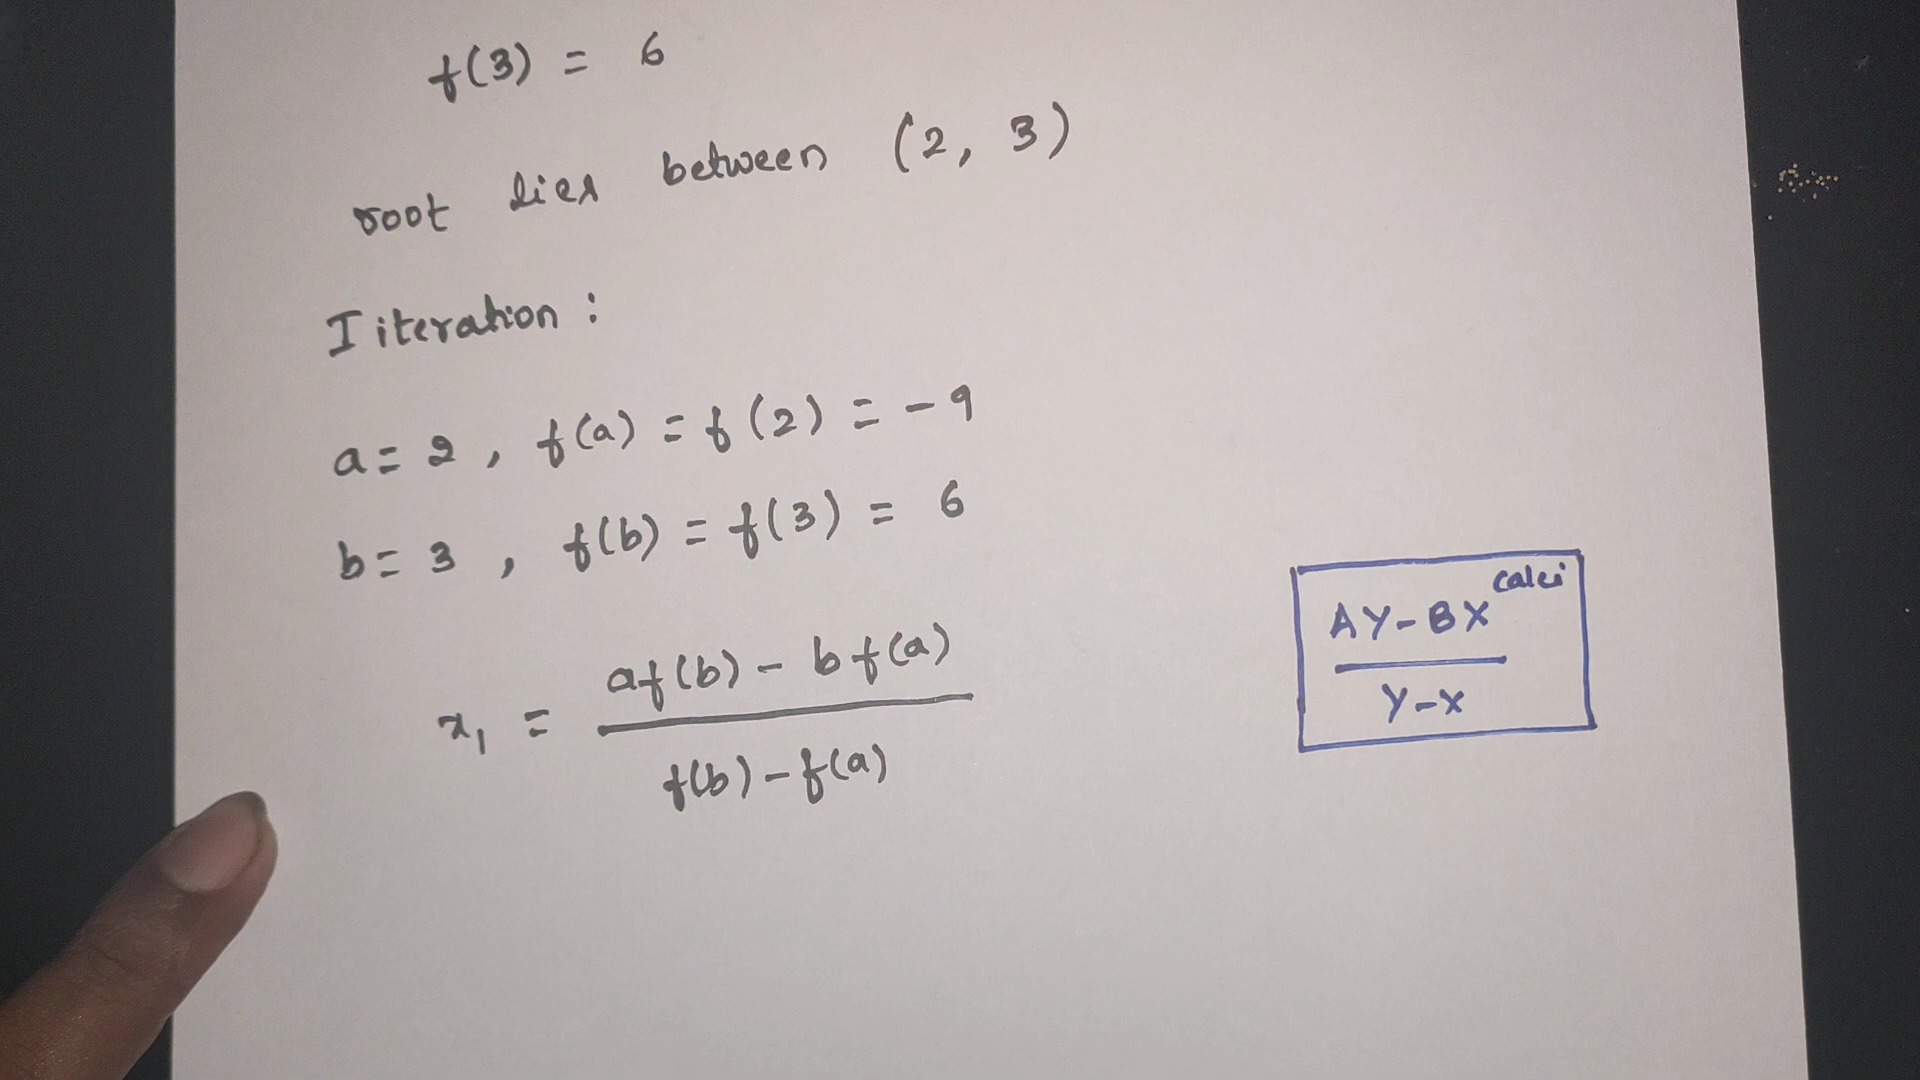 f(3) = 6
root lies between (2, 3)
I iteration :
a = 2 , f(a) = f(2) = -9
b = 3 , f(b) = f(3) = 6
x₁ = af(b) - bf(a)
f(b) - f(a)
calci
AY-BX
Y-X